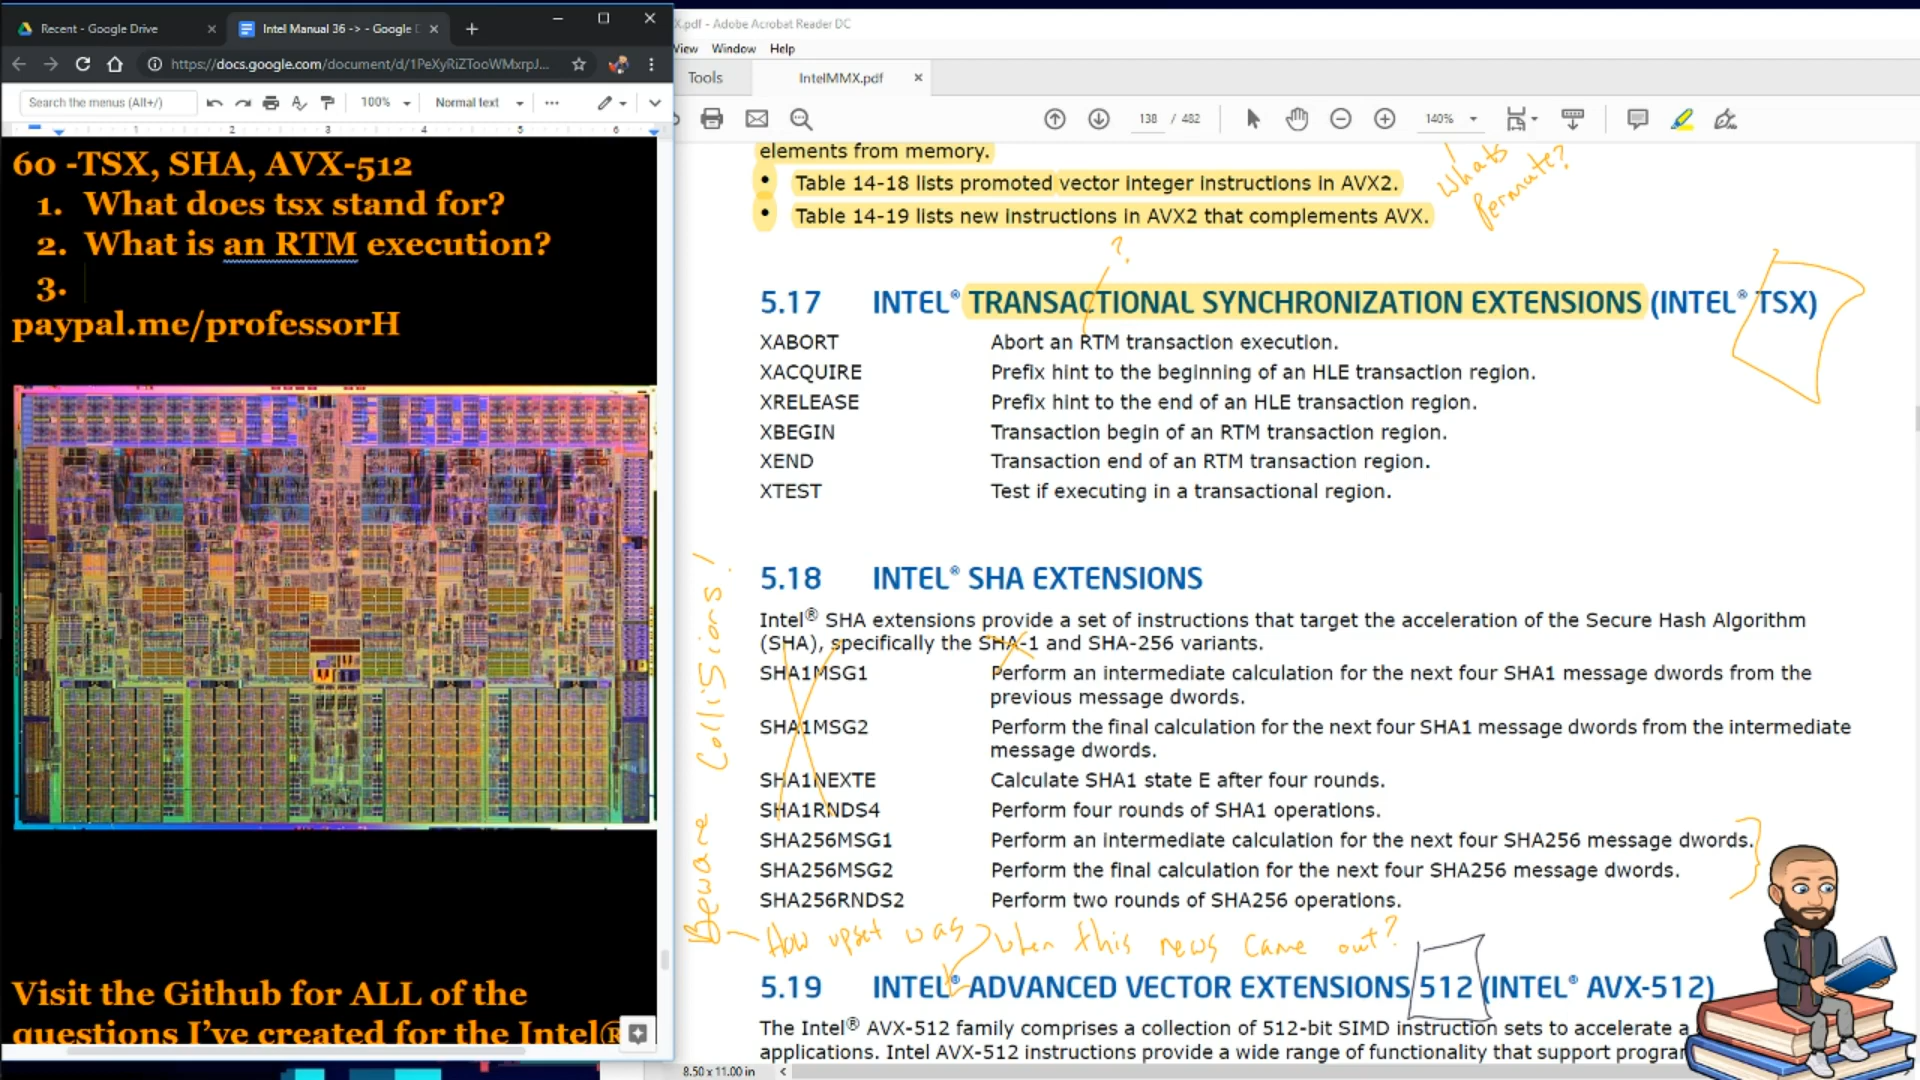 Recent - Google Drive
Intel Manual 36 -> - Google D
https://docs.google.com/document/d/1PeXyRiZTooWMxrpJ...
Search the menus (Alt+/)
100%
Normal text
1 2 3 4 5 6
60 -TSX, SHA, AVX-512
1. What does tsx stand for?
2. What is an RTM execution?
3.
paypal.me/professorH
Visit the Github for ALL of the
questions I've created for the Intel®
X.pdf - Adobe Acrobat Reader DC
View Window Help
Tools
IntelMMX.pdf
138 / 482
140%
elements from memory.
• Table 14-18 lists promoted vector integer instructions in AVX2.
• Table 14-19 lists new instructions in AVX2 that complements AVX.
Whats
Permute?
?
5.17 INTEL® TRANSACTIONAL SYNCHRONIZATION EXTENSIONS (INTEL® TSX)
XABORT Abort an RTM transaction execution.
XACQUIRE Prefix hint to the beginning of an HLE transaction region.
XRELEASE Prefix hint to the end of an HLE transaction region.
XBEGIN Transaction begin of an RTM transaction region.
XEND Transaction end of an RTM transaction region.
XTEST Test if executing in a transactional region.
5.18 INTEL® SHA EXTENSIONS
Intel® SHA extensions provide a set of instructions that target the acceleration of the Secure Hash Algorithm
(SHA), specifically the SHA-1 and SHA-256 variants.
SHA1MSG1 Perform an intermediate calculation for the next four SHA1 message dwords from the
previous message dwords.
SHA1MSG2 Perform the final calculation for the next four SHA1 message dwords from the intermediate
message dwords.
SHA1NEXTE Calculate SHA1 state E after four rounds.
SHA1RNDS4 Perform four rounds of SHA1 operations.
SHA256MSG1 Perform an intermediate calculation for the next four SHA256 message dwords.
SHA256MSG2 Perform the final calculation for the next four SHA256 message dwords.
SHA256RNDS2 Perform two rounds of SHA256 operations.
Beware Collisions!
How upset was when this news came out?
5.19 INTEL® ADVANCED VECTOR EXTENSIONS 512 (INTEL® AVX-512)
The Intel® AVX-512 family comprises a collection of 512-bit SIMD instruction sets to accelerate a
applications. Intel AVX-512 instructions provide a wide range of functionality that support progra
8.50 x 11.00 in